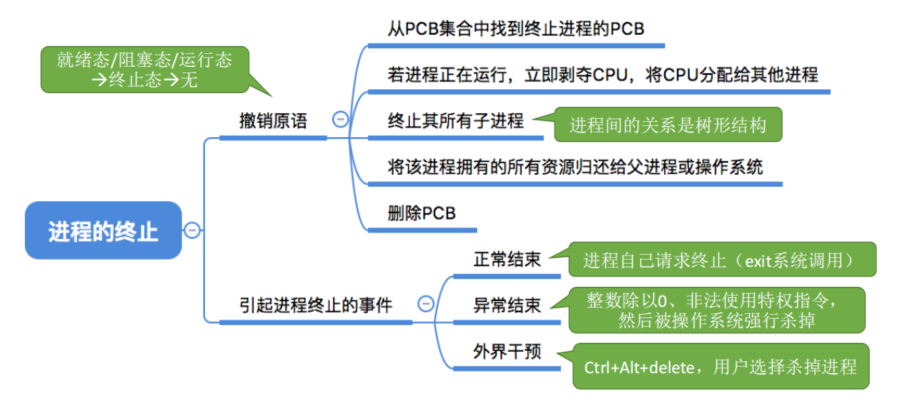 从PCB集合中找到终止进程的PCB
就绪态/阻塞态/运行态
→终止态→无
若进程正在运行，立即剥夺CPU，将CPU分配给其他进程
撤销原语
终止其所有子进程
进程间的关系是树形结构
将该进程拥有的所有资源归还给父进程或操作系统
删除PCB
进程的终止
正常结束
进程自己请求终止（exit系统调用）
引起进程终止的事件
异常结束
整数除以0、非法使用特权指令，
然后被操作系统强行杀掉
外界干预
Ctrl+Alt+delete，用户选择杀掉进程